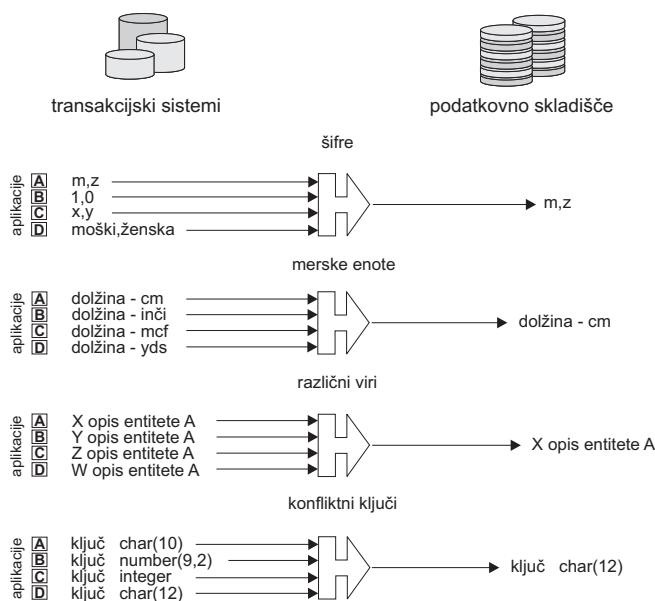 transakcijski sistemi
podatkovno skladišče
šifre
aplikacije
A m,z
B 1,0
C x,y
D moški,ženska
m,z
merske enote
aplikacije
A dolžina - cm
B dolžina - inči
C dolžina - mcf
D dolžina - yds
dolžina - cm
različni viri
aplikacije
A X opis entitete A
B Y opis entitete A
C Z opis entitete A
D W opis entitete A
X opis entitete A
konfliktni ključi
aplikacije
A ključ char(10)
B ključ number(9,2)
C ključ integer
D ključ char(12)
ključ char(12)